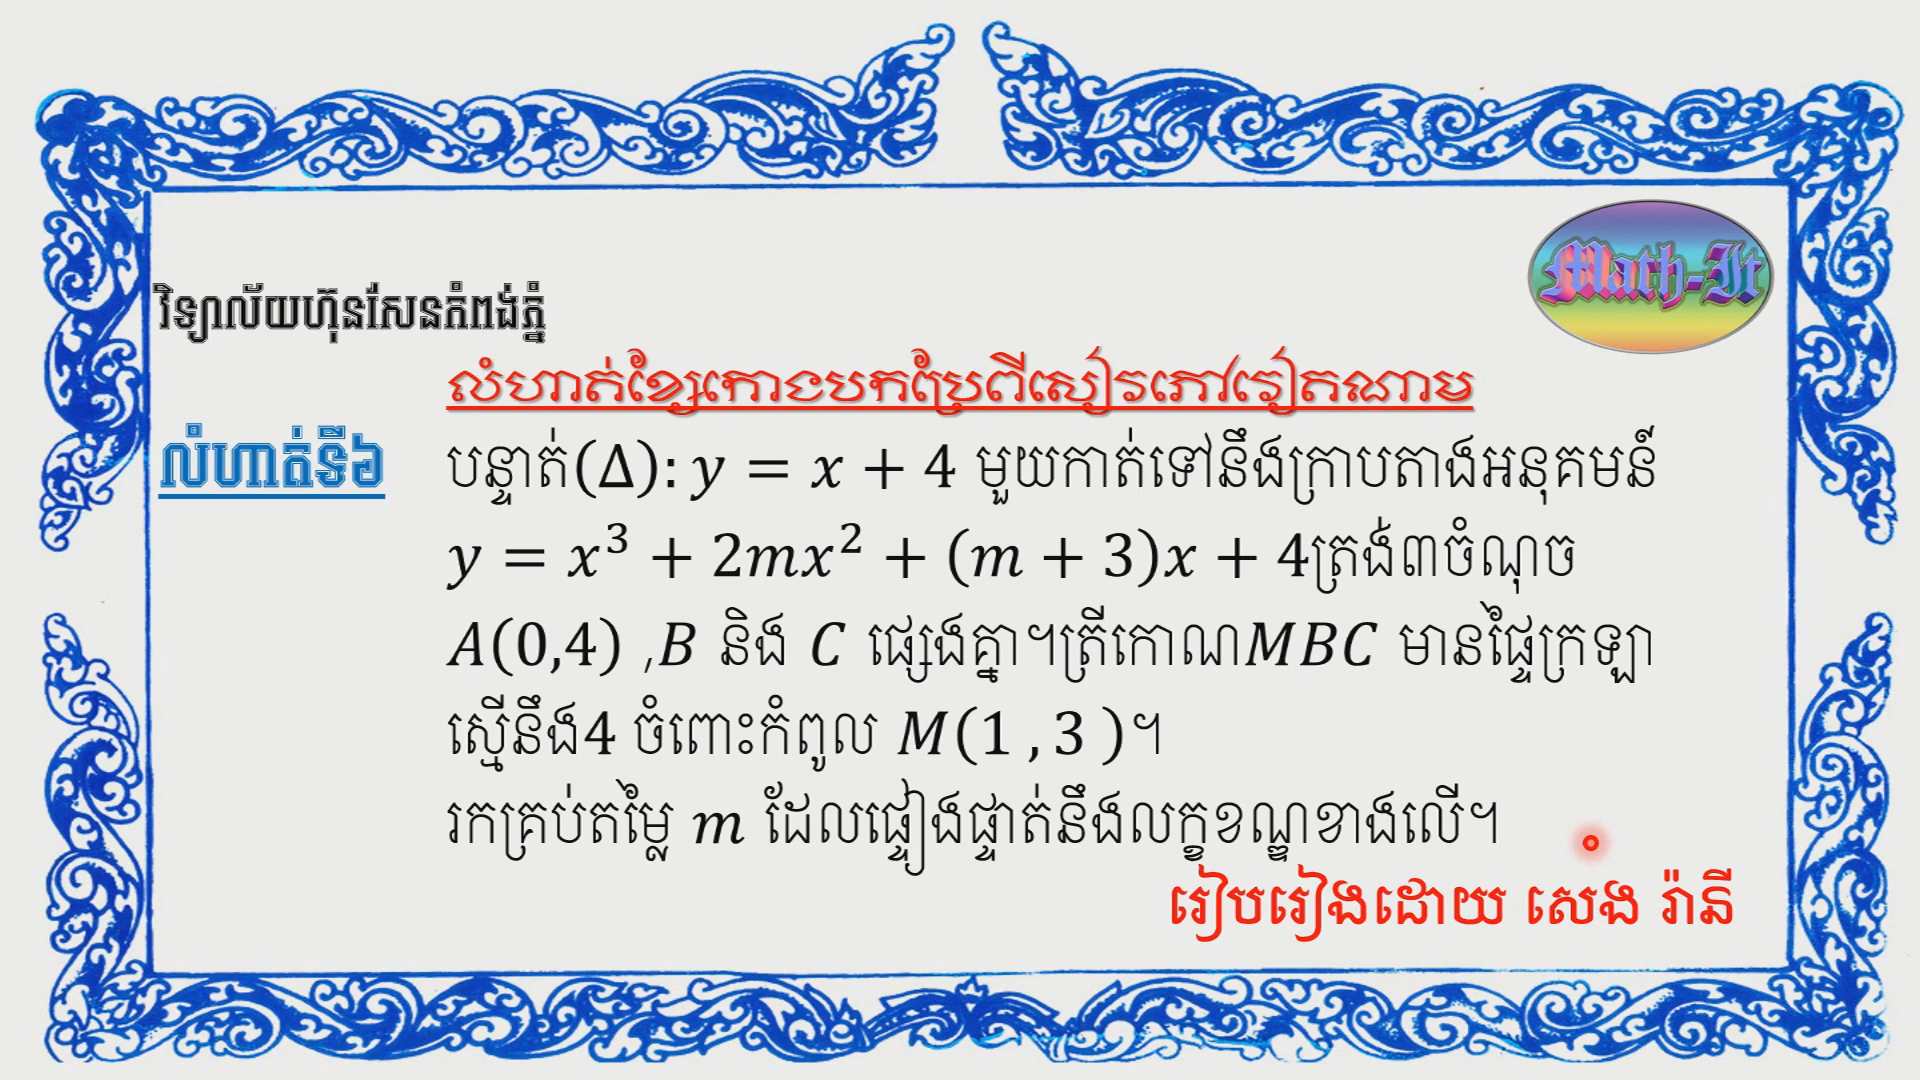 Math-It
វិទ្យាល័យហ៊ុនសែនកំពង់ភ្នំ
លំហាត់ខ្សែកោងបកប្រែពីសៀវភៅវៀតណាម
លំហាត់ទី៦
បន្ទាត់(Δ): y = x + 4 មួយកាត់ទៅនឹងក្រាបតាងអនុគមន៍
y = x³ + 2mx² + (m + 3)x + 4ត្រង់៣ចំណុច
A(0,4) ,B និង C ផ្សេងគ្នា។ត្រីកោណMBC មានផ្ទៃក្រឡា
ស្មើនឹង4 ចំពោះកំពូល M(1 , 3 )។
រកគ្រប់តម្លៃ m ដែលផ្ទៀងផ្ទាត់នឹងលក្ខខណ្ឌខាងលើ។
រៀបរៀងដោយ សេង រ៉ានី